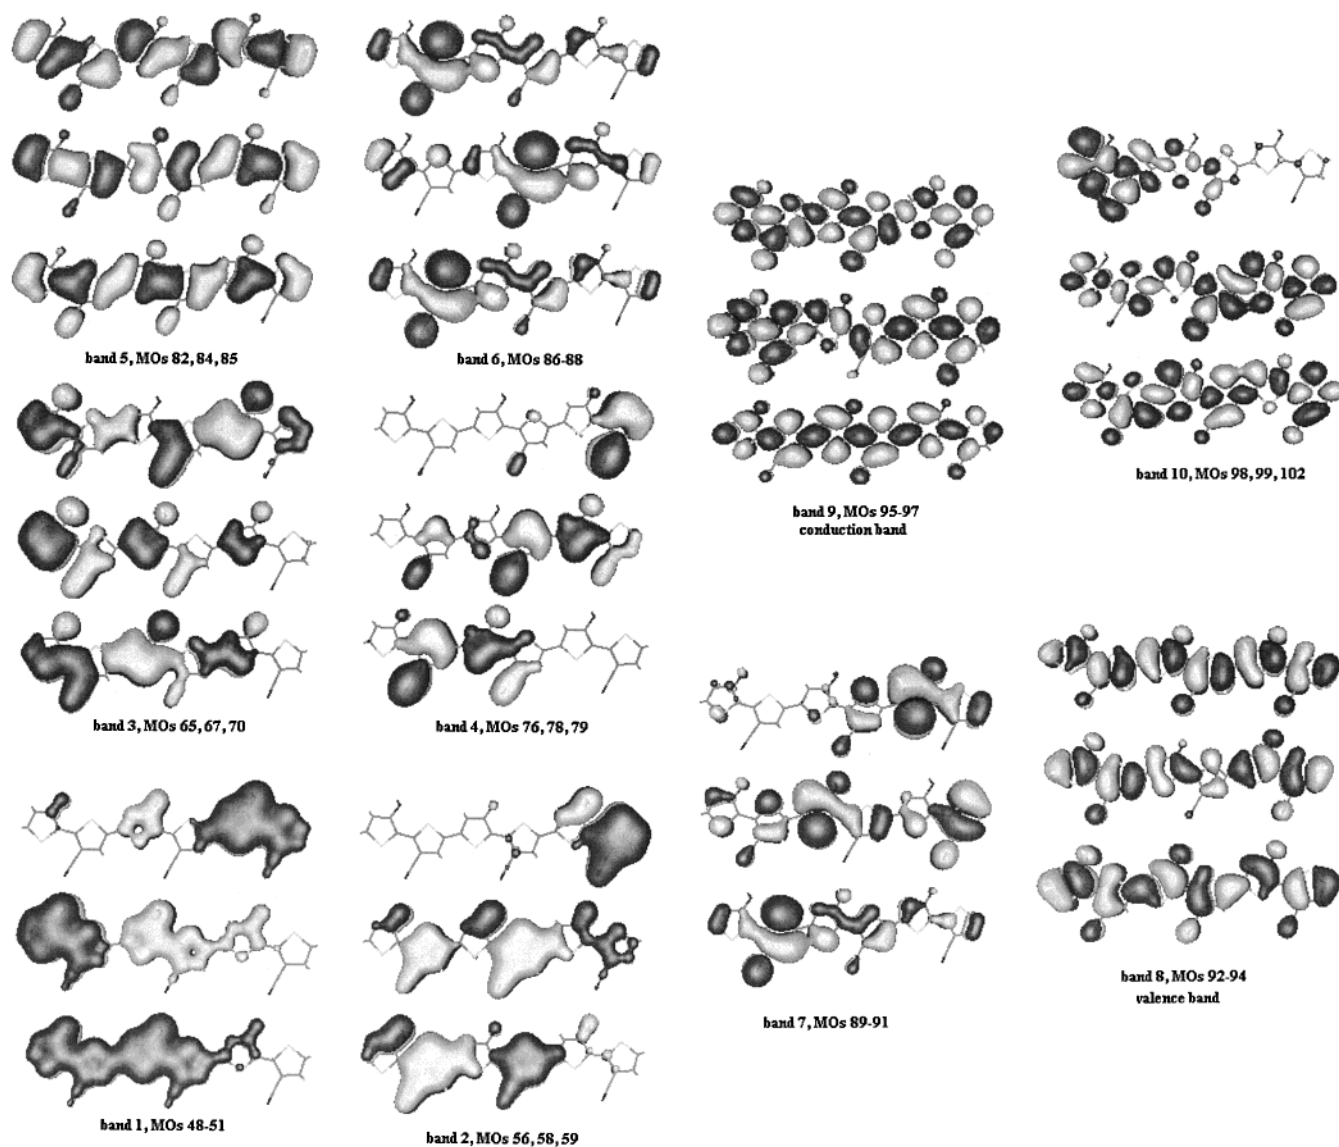 band 5, MOs 82, 84, 85
band 6, MOs 86-88
band 3, MOs 65, 67, 70
band 4, MOs 76, 78, 79
band 1, MOs 48-51
band 2, MOs 56, 58, 59
band 9, MOs 95-97
conduction band
band 10, MOs 98, 99, 102
band 7, MOs 89-91
band 8, MOs 92-94
valence band